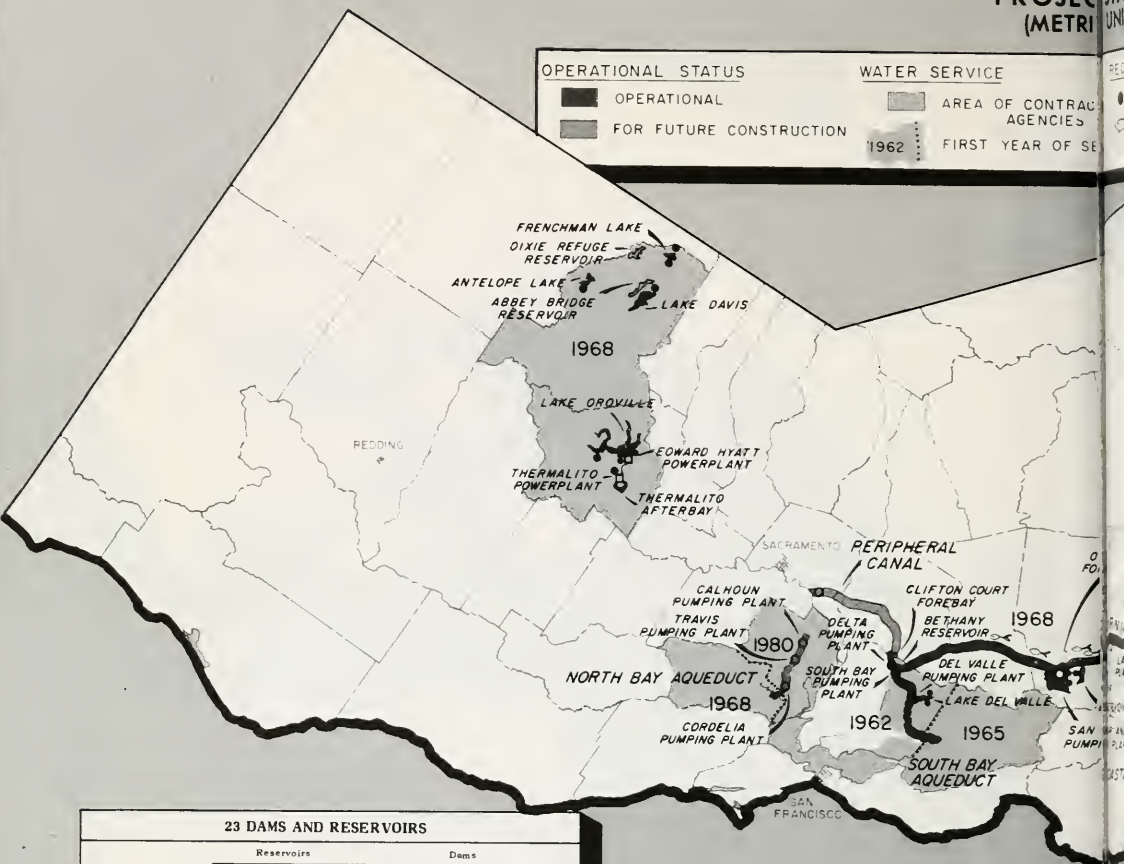 PROJEC
(METRI
UNI
OPERATIONAL STATUS
OPERATIONAL
FOR FUTURE CONSTRUCTION
WATER SERVICE
AREA OF CONTRAC
AGENCIES
1962
FIRST YEAR OF SE
FRENCHMAN LAKE
DIXIE REFUGE
RESERVOIR
ANTELOPE LAKE
ABBEY BRIDGE
RESERVOIR
LAKE DAVIS
1968
LAKE OROVILLE
REDDING
EDWARD HYATT
POWERPLANT
THERMALITO
POWERPLANT
THERMALITO
AFTERBAY
SACRAMENTO
PERIPHERAL
CANAL
CALHOUN
PUMPING PLANT
CLIFTON COURT
FOREBAY
TRAVIS
PUMPING PLANT
DELTA
PUMPING
PLANT
BETHANY
RESERVOIR
1968
1980
NORTH BAY AQUEDUCT
SOUTH BAY
PUMPING
PLANT
DEL VALLE
PUMPING PLANT
LAKE DEL VALLE
1968
CORDELIA
PUMPING PLANT
1962
1965
SAN
PUMPI
SOUTH BAY
AQUEDUCT
SAN
FRANCISCO
23 DAMS AND RESERVOIRS
Reservoirs
Dams